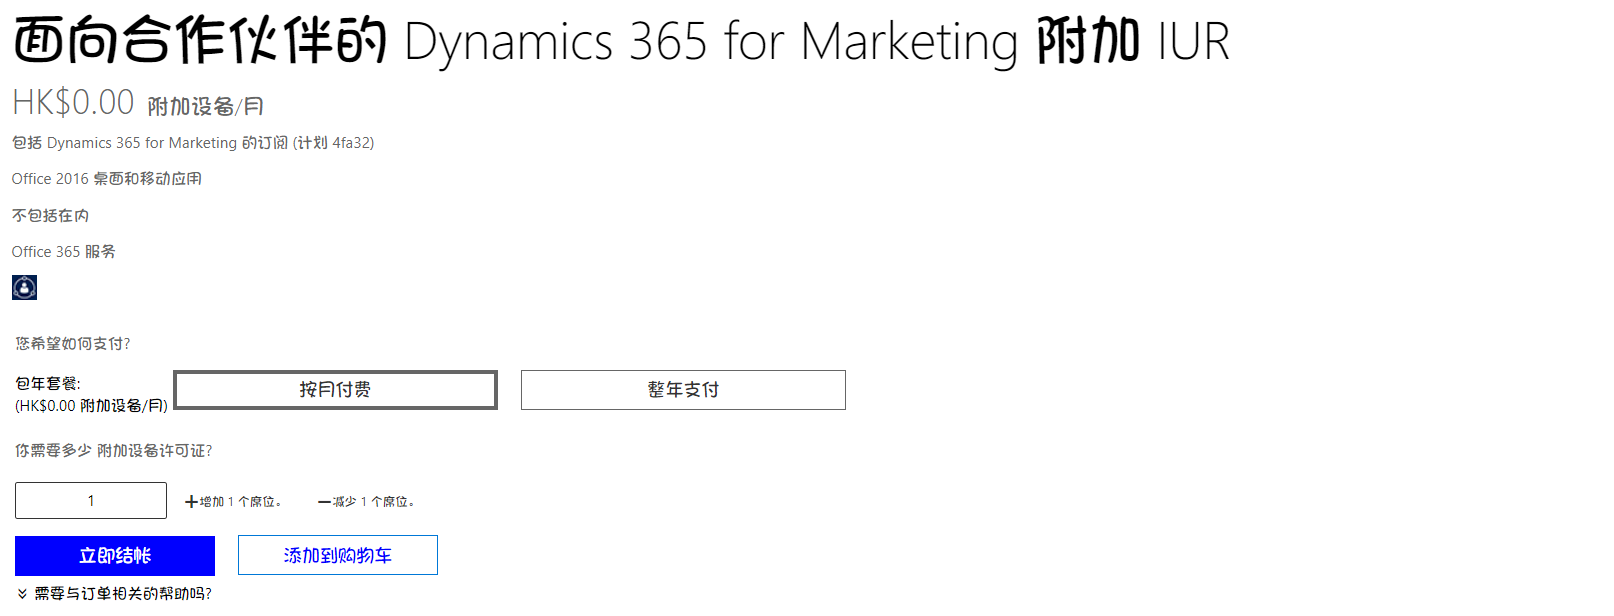 面向合作伙伴的 Dynamics 365 for Marketing 附加 IUR
HK$0.00 附加设备/月
包括 Dynamics 365 for Marketing 的订阅 (计划 4fa32)
Office 2016 桌面和移动应用
不包括在内
Office 365 服务
您希望如何支付?
包年套餐:
(HK$0.00 附加设备/月)
按月付费
整年支付
你需要多少 附加设备许可证?
1
增加 1 个席位。
减少 1 个席位。
立即结帐
添加到购物车
需要与订单相关的帮助吗?